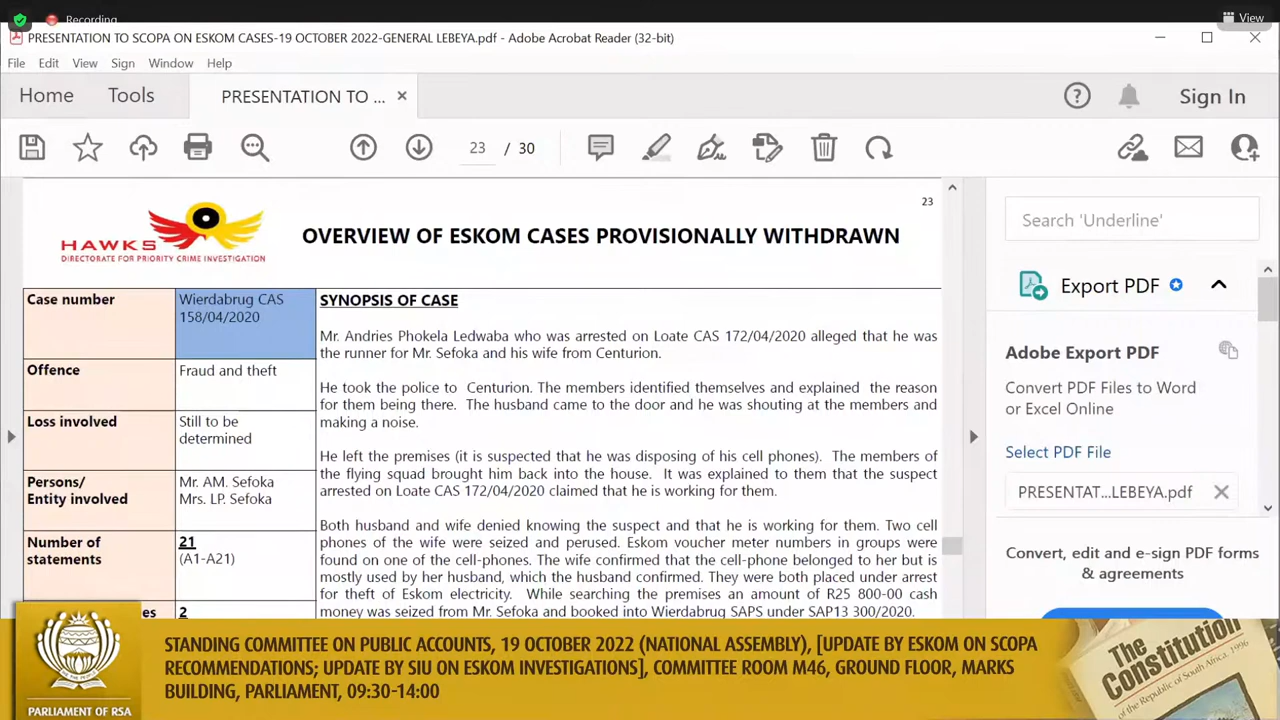 Recording
View
PRESENTATION TO SCOPA ON ESKOM CASES-19 OCTOBER 2022-GENERAL LEBEYA.pdf - Adobe Acrobat Reader (32-bit)
File Edit View Sign Window Help
Home Tools PRESENTATION TO ... Sign In
23 / 30
23
HAWKS
DIRECTORATE FOR PRIORITY CRIME INVESTIGATION
OVERVIEW OF ESKOM CASES PROVISIONALLY WITHDRAWN
Case number
Wierdabrug CAS
158/04/2020
Offence
Fraud and theft
Loss involved
Still to be
determined
Persons/
Entity involved
Mr. AM. Sefoka
Mrs. LP. Sefoka
Number of
statements
21
(A1-A21)
es
2
SYNOPSIS OF CASE
Mr. Andries Phokela Ledwaba who was arrested on Loate CAS 172/04/2020 alleged that he was
the runner for Mr. Sefoka and his wife from Centurion.
He took the police to Centurion. The members identified themselves and explained the reason
for them being there. The husband came to the door and he was shouting at the members and
making a noise.
He left the premises (it is suspected that he was disposing of his cell phones). The members of
the flying squad brought him back into the house. It was explained to them that the suspect
arrested on Loate CAS 172/04/2020 claimed that he is working for them.
Both husband and wife denied knowing the suspect and that he is working for them. Two cell
phones of the wife were seized and perused. Eskom voucher meter numbers in groups were
found on one of the cell-phones. The wife confirmed that the cell-phone belonged to her but is
mostly used by her husband, which the husband confirmed. They were both placed under arrest
for theft of Eskom electricity. While searching the premises an amount of R25 800-00 cash
money was seized from Mr. Sefoka and booked into Wierdabrug SAPS under SAP13 300/2020.
Search 'Underline'
Export PDF
Adobe Export PDF
Convert PDF Files to Word
or Excel Online
Select PDF File
PRESENTAT...LEBEYA.pdf
Convert, edit and e-sign PDF forms
& agreements
PARLIAMENT OF RSA
STANDING COMMITTEE ON PUBLIC ACCOUNTS, 19 OCTOBER 2022 (NATIONAL ASSEMBLY), [UPDATE BY ESKOM ON SCOPA
RECOMMENDATIONS; UPDATE BY SIU ON ESKOM INVESTIGATIONS], COMMITTEE ROOM M46, GROUND FLOOR, MARKS
BUILDING, PARLIAMENT, 09:30-14:00
The
Constitution
of the Republic of South Africa, 1996